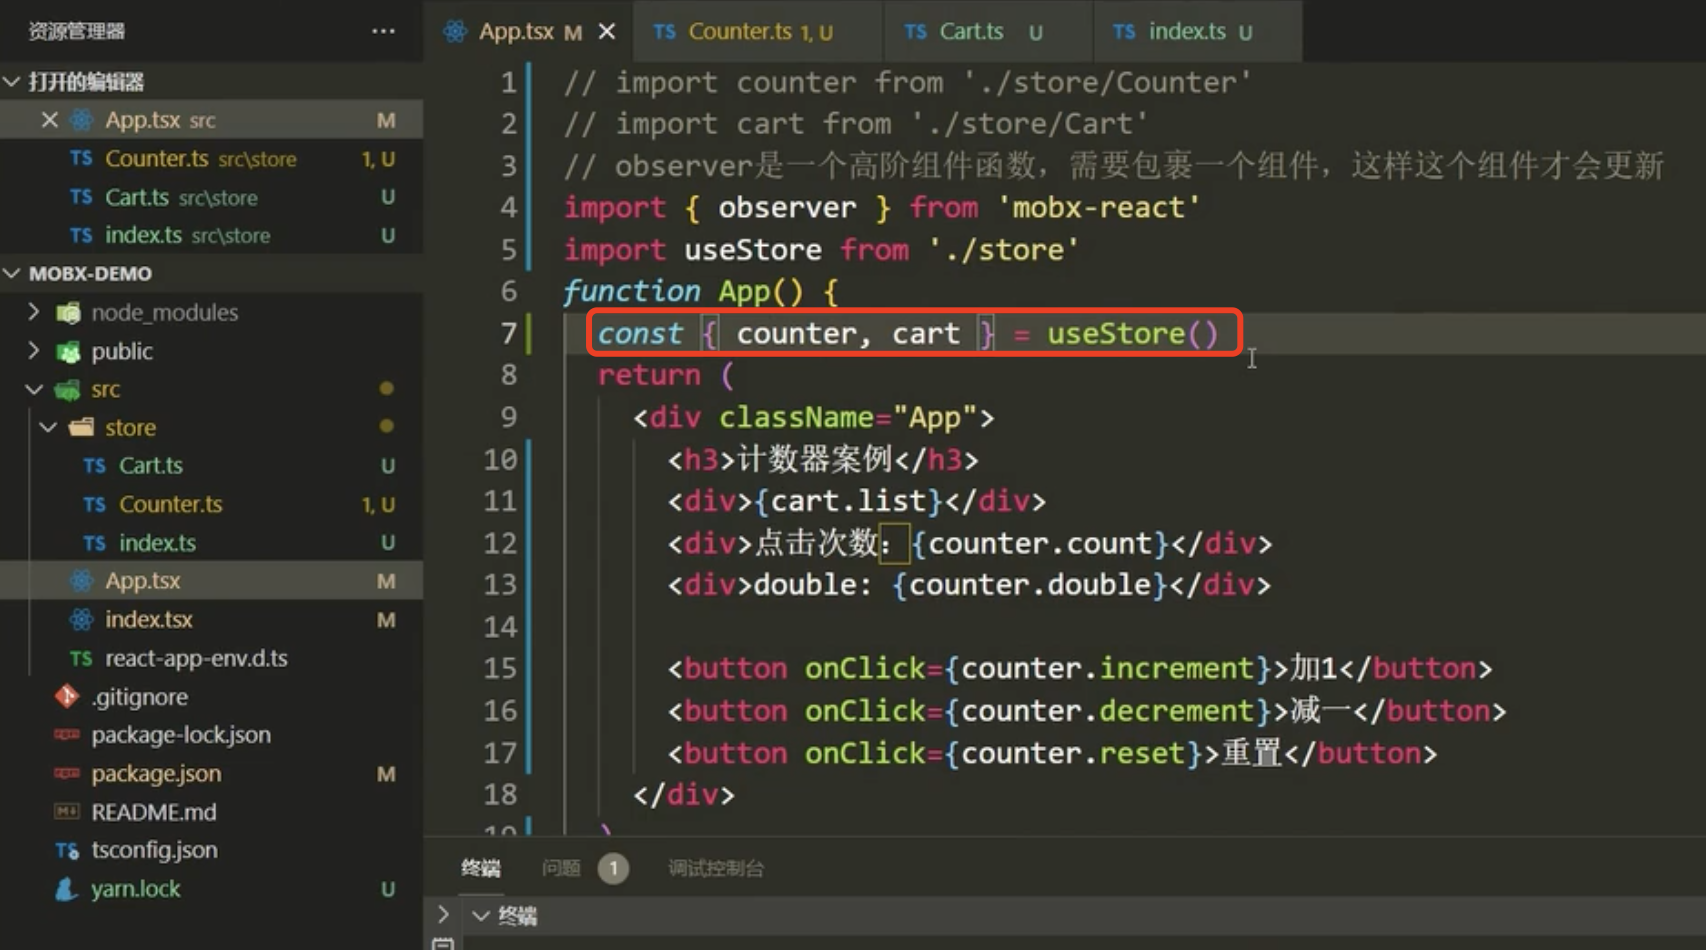 资源管理器 ···
打开的编辑器
App.tsx src M
TS Counter.ts src\store 1, U
TS Cart.ts src\store U
TS index.ts src\store U
MOBX-DEMO
node_modules
public
src
store
TS Cart.ts U
TS Counter.ts 1, U
TS index.ts U
App.tsx M
index.tsx M
TS react-app-env.d.ts
.gitignore
package-lock.json
package.json M
README.md
tsconfig.json
yarn.lock U
App.tsx M
TS Counter.ts 1, U
TS Cart.ts U
TS index.ts U
1 // import counter from './store/Counter'
2 // import cart from './store/Cart'
3 // observer是一个高阶组件函数，需要包裹一个组件，这样这个组件才会更新
4 import { observer } from 'mobx-react'
5 import useStore from './store'
6 function App() {
7 const { counter, cart } = useStore()
8 return (
9 <div className="App">
10 <h3>计数器案例</h3>
11 <div>{cart.list}</div>
12 <div>点击次数：{counter.count}</div>
13 <div>double: {counter.double}</div>
14
15 <button onClick={counter.increment}>加1</button>
16 <button onClick={counter.decrement}>减一</button>
17 <button onClick={counter.reset}>重置</button>
18 </div>
19 )
终端 问题 1 调试控制台
终端